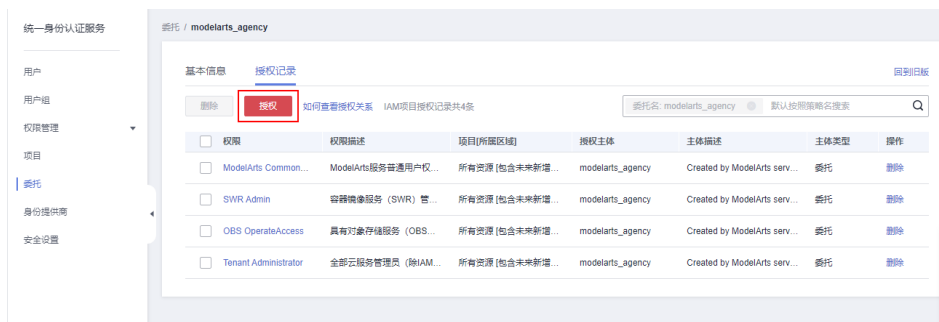 统一身份认证服务
用户
用户组
权限管理
项目
委托
身份提供商
安全设置
委托 / modelarts_agency
基本信息 授权记录 回到旧版
删除 授权 如何查看授权关系 IAM项目授权记录共4条 委托名: modelarts_agency 默认按照策略名搜索
权限 权限描述 项目[所属区域] 授权主体 主体描述 主体类型 操作
ModelArts Common... ModelArts服务普通用户权... 所有资源 [包含未来新增... modelarts_agency Created by ModelArts serv... 委托 删除
SWR Admin 容器镜像服务（SWR）管... 所有资源 [包含未来新增... modelarts_agency Created by ModelArts serv... 委托 删除
OBS OperateAccess 具有对象存储服务（OBS... 所有资源 [包含未来新增... modelarts_agency Created by ModelArts serv... 委托 删除
Tenant Administrator 全部云服务管理员（除IAM... 所有资源 [包含未来新增... modelarts_agency Created by ModelArts serv... 委托 删除